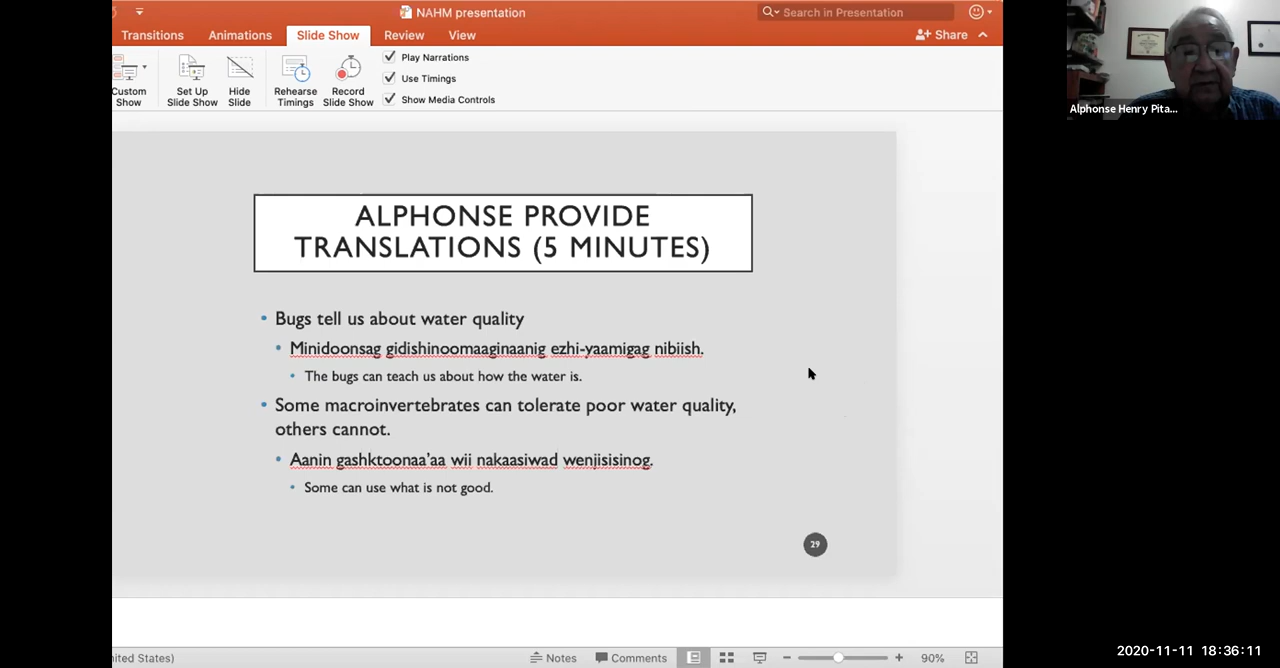 NAHM presentation
Search in Presentation
Transitions Animations Slide Show Review View
Share
Custom Show
Set Up Slide Show
Hide Slide
Rehearse Timings
Record Slide Show
Play Narrations
Use Timings
Show Media Controls
Alphonse Henry Pita...
ALPHONSE PROVIDE
TRANSLATIONS (5 MINUTES)
Bugs tell us about water quality
Minidoonsag gidishinoomaaginaanig ezhi-yaamigag nibiish.
The bugs can teach us about how the water is.
Some macroinvertebrates can tolerate poor water quality,
others cannot.
Aanin gashktoonaa’aa wii nakaasiwad wenjisisinog.
Some can use what is not good.
29
nited States)
Notes Comments 90%
2020-11-11 18:36:11